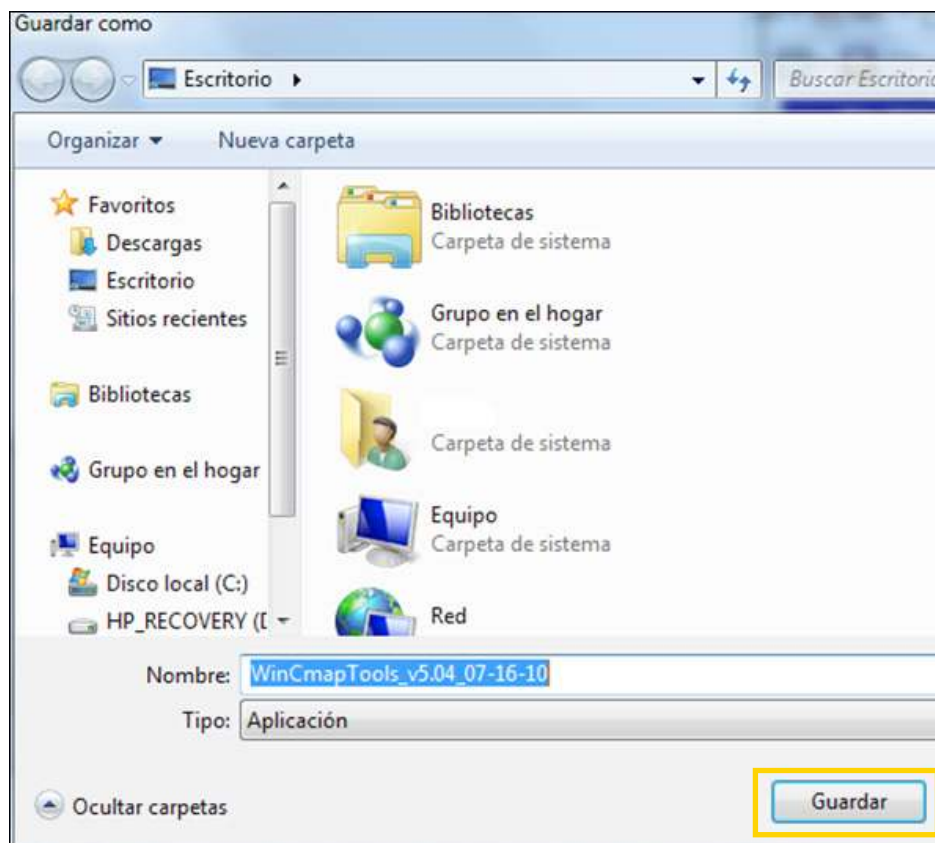 Guardar como
Escritorio
Buscar Escritorio
Organizar
Nueva carpeta
Favoritos
Descargas
Escritorio
Sitios recientes
Bibliotecas
Grupo en el hogar
Equipo
Disco local (C:)
HP_RECOVERY (D
Bibliotecas
Carpeta de sistema
Grupo en el hogar
Carpeta de sistema
Carpeta de sistema
Equipo
Carpeta de sistema
Red
Nombre: WinCmapTools_v5.04_07-16-10
Tipo: Aplicación
Ocultar carpetas
Guardar